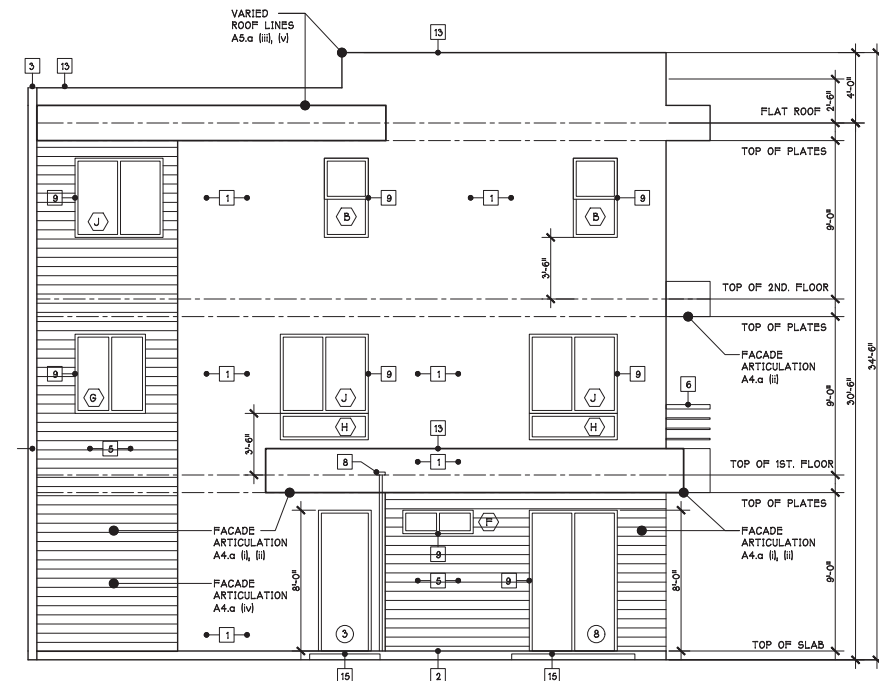 VARIED
ROOF LINES
A5.a (iii), (v)
13
3
13
2'-6"
4'-0"
FLAT ROOF
TOP OF PLATES
9
J
1
B
9
1
B
9
9'-0"
3'-6"
TOP OF 2ND. FLOOR
TOP OF PLATES
34'-6"
FACADE
ARTICULATION
A4.a (ii)
9
G
1
J
9
1
J
9
6
9'-0"
30'-6"
H
H
3'-6"
13
5
8
1
TOP OF 1ST. FLOOR
TOP OF PLATES
FACADE
ARTICULATION
A4.a (i), (ii)
F
9
FACADE
ARTICULATION
A4.a (i), (ii)
FACADE
ARTICULATION
A4.a (iv)
8'-0"
5
9
8'-0"
9'-0"
1
3
8
TOP OF SLAB
15
2
15